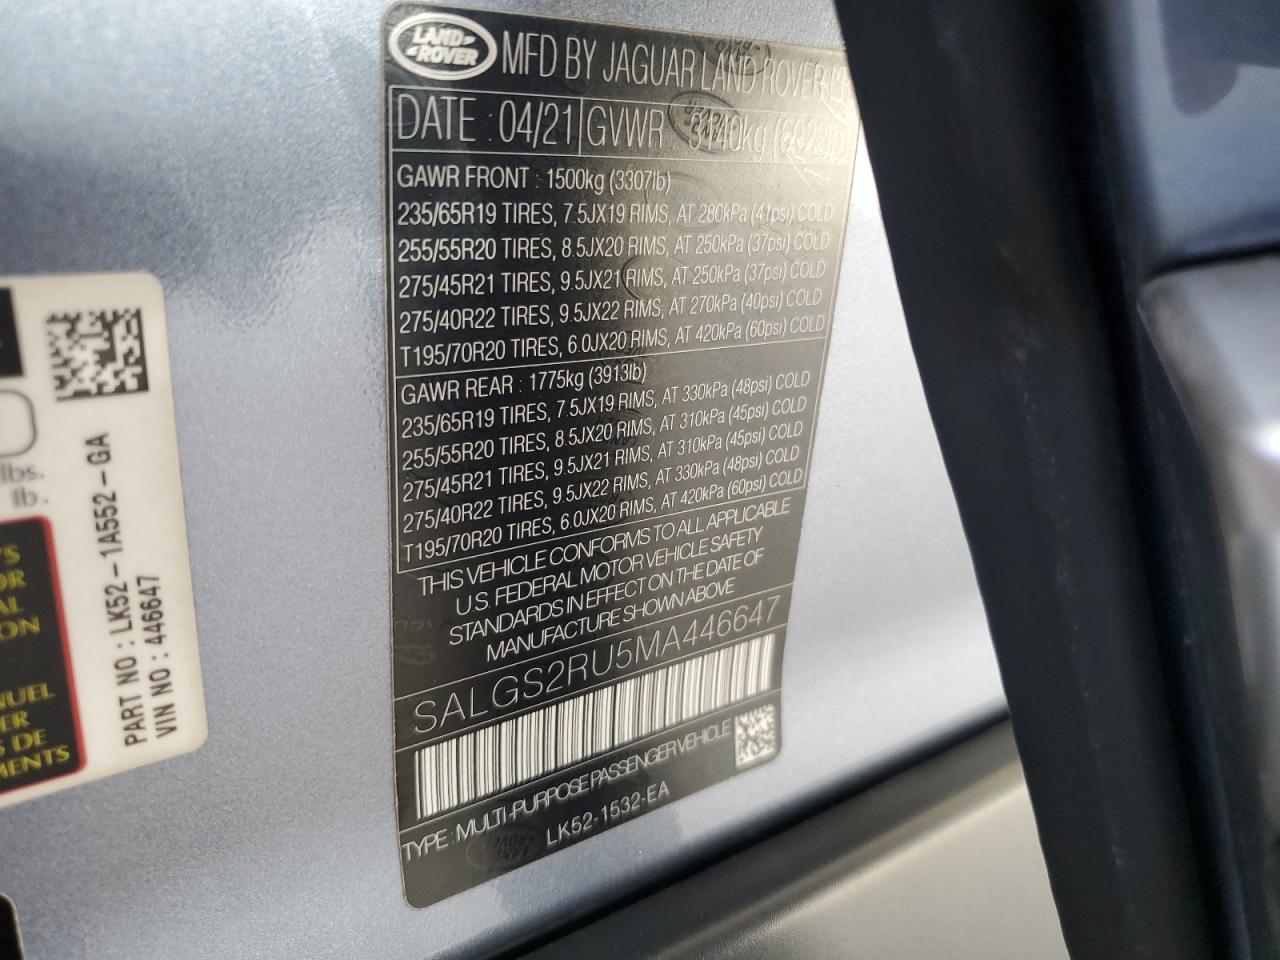 LAND
ROVER
MFD BY JAGUAR LAND ROVER
DATE : 04/21 GVWR :
GAWR FRONT : 1500kg (3307lb)
235/65R19 TIRES, 7.5JX19 RIMS, AT 280kPa (41psi) COLD
255/55R20 TIRES, 8.5JX20 RIMS, AT 250kPa (37psi) COLD
275/45R21 TIRES, 9.5JX21 RIMS, AT 250kPa (37psi) COLD
275/40R22 TIRES, 9.5JX22 RIMS, AT 270kPa (40psi) COLD
T195/70R20 TIRES, 6.0JX20 RIMS, AT 420kPa (60psi) COLD
GAWR REAR : 1775kg (3913lb)
235/65R19 TIRES, 7.5JX19 RIMS, AT 330kPa (48psi) COLD
255/55R20 TIRES, 8.5JX20 RIMS, AT 310kPa (45psi) COLD
275/45R21 TIRES, 9.5JX21 RIMS, AT 310kPa (45psi) COLD
275/40R22 TIRES, 9.5JX22 RIMS, AT 330kPa (48psi) COLD
T195/70R20 TIRES, 6.0JX20 RIMS, AT 420kPa (60psi) COLD
THIS VEHICLE CONFORMS TO ALL APPLICABLE
U.S. FEDERAL MOTOR VEHICLE SAFETY
STANDARDS IN EFFECT ON THE DATE OF
MANUFACTURE SHOWN ABOVE
SALGS2RU5MA446647
TYPE : MULTI-PURPOSE PASSENGER VEHICLE
LK52-1532-EA
lbs.
lb.
PART NO : LK52-1A552-GA
VIN NO : 446647